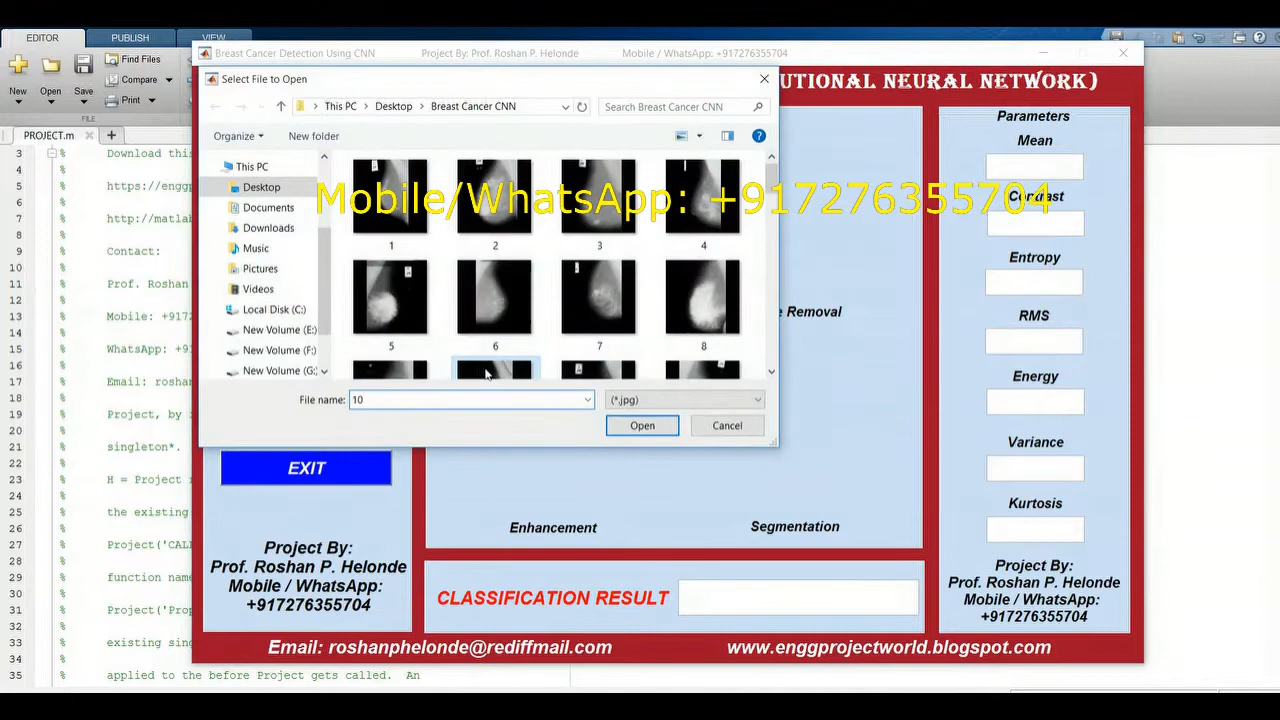 EDITOR
PUBLISH
VIEW
New
Open
Save
Find Files
Compare
Print
FILE
PROJECT.m
Breast Cancer Detection Using CNN Project By: Prof. Roshan P. Helonde Mobile / WhatsApp: +917276355704
UTIONAL NEURAL NETWORK)
Select File to Open
This PC > Desktop > Breast Cancer CNN
Search Breast Cancer CNN
Organize
New folder
This PC
Desktop
Documents
Downloads
Music
Pictures
Videos
Local Disk (C:)
New Volume (E:)
New Volume (F:)
New Volume (G:
1
2
3
4
5
6
7
8
File name: 10
(*.jpg)
Open
Cancel
Mobile/WhatsApp: +917276355704
3 % Download this
4 %
5 % https://engg
6 %
7 % http://matla
8 %
9 % Contact:
10 %
11 % Prof. Roshan
12 %
13 % Mobile: +917
14 %
15 % WhatsApp: +9
16 %
17 % Email: roshan
18 %
19 % Project, by
20 %
21 % singleton*.
22 %
23 % H = Project
24 %
25 % the existing
26 %
27 % Project('CAL
28 %
29 % function name
30 %
31 % Project('Prop
32 %
33 % existing sing
34 %
35 % applied to the before Project gets called. An
EXIT
Project By:
Prof. Roshan P. Helonde
Mobile / WhatsApp:
+917276355704
e Removal
Enhancement
Segmentation
CLASSIFICATION RESULT
Parameters
Mean
Contrast
Entropy
RMS
Energy
Variance
Kurtosis
Project By:
Prof. Roshan P. Helonde
Mobile / WhatsApp:
+917276355704
Email: roshanphelonde@rediffmail.com
www.enggprojectworld.blogspot.com